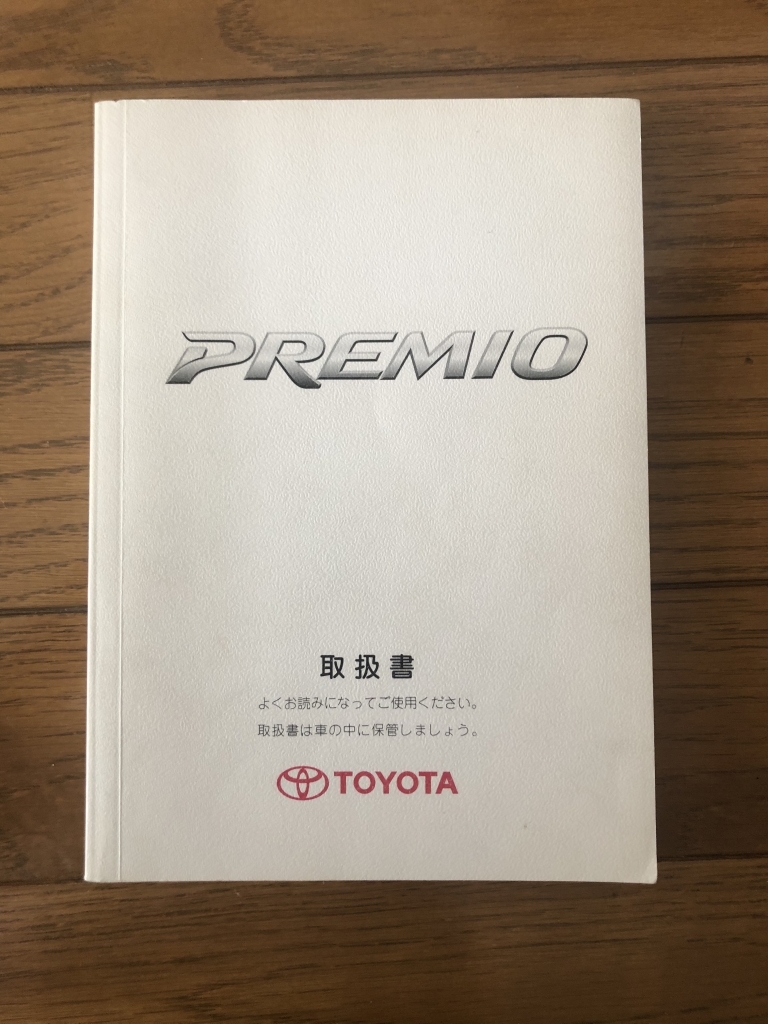 PREMIO
取扱書
よくお読みになってご使用ください。
取扱書は車の中に保管しましょう。
TOYOTA